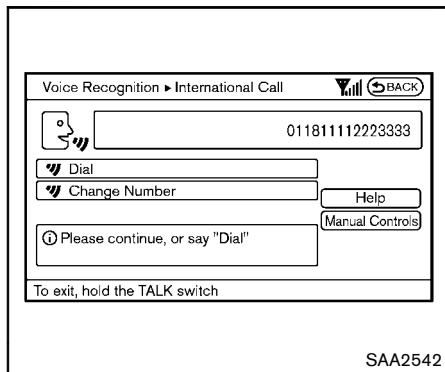 Voice Recognition ▸ International Call BACK
011811112223333
Dial
Change Number
Help
Manual Controls
Please continue, or say "Dial"
To exit, hold the TALK switch
SAA2542